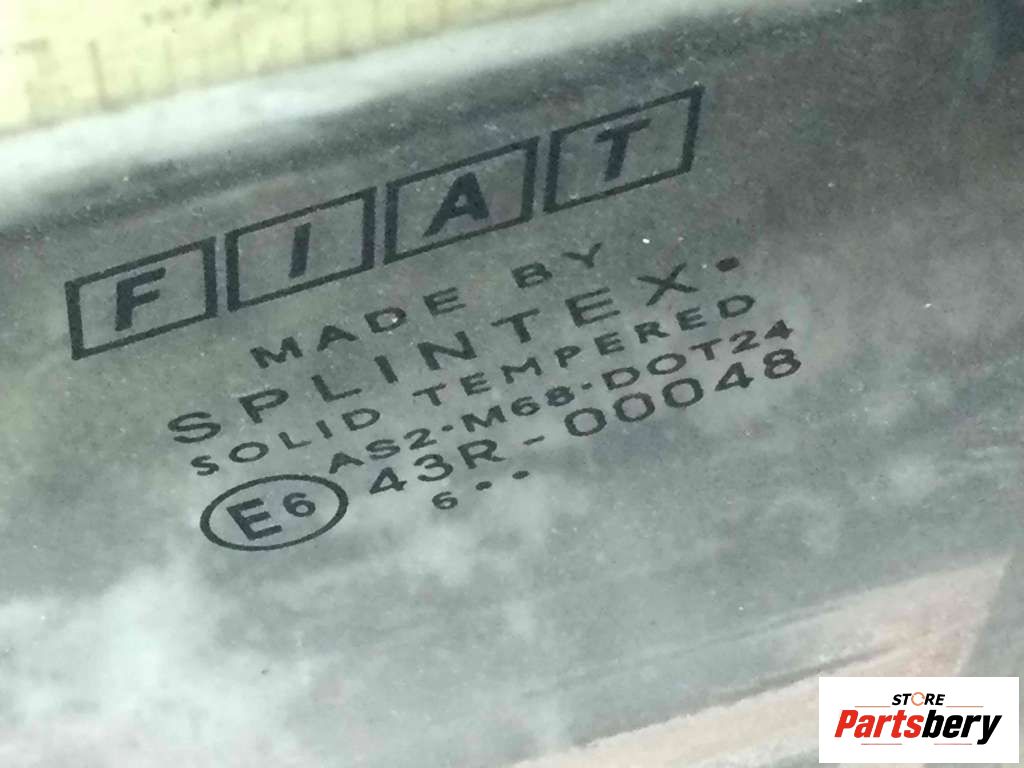 FIAT
MADE BY
SPLINTEX.
SOLID TEMPERED
AS2-M68-DOT24
E6 43R-00048
6..
STORE
Partsbery